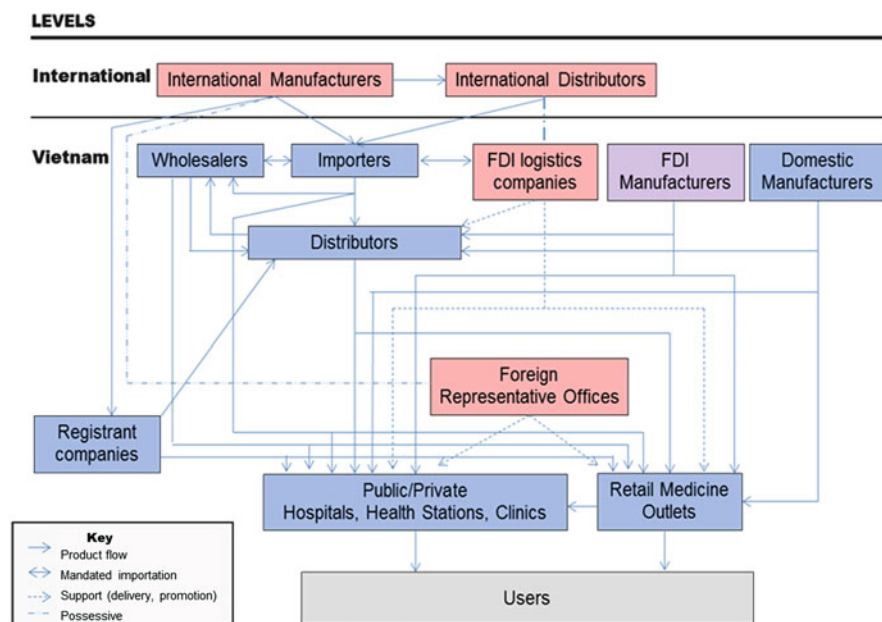 LEVELS
International
International Manufacturers
International Distributors
Vietnam
Wholesalers
Importers
FDI logistics
companies
FDI
Manufacturers
Domestic
Manufacturers
Distributors
Foreign
Representative Offices
Registrant
companies
Public/Private
Hospitals, Health Stations, Clinics
Retail Medicine
Outlets
Key
Product flow
Mandated importation
Support (delivery, promotion)
Possessive
Users